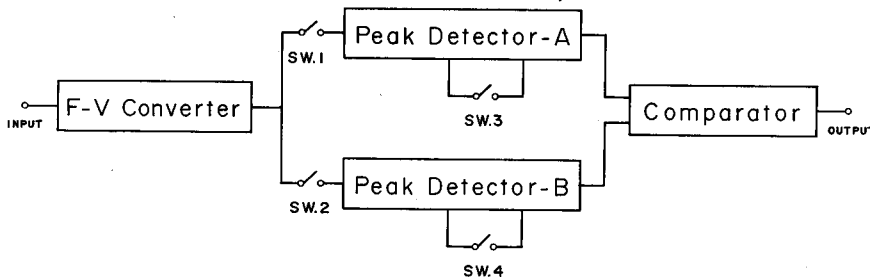 Peak Detector-A
SW.1
F-V Converter
INPUT
SW.3
Comparator
OUTPUT
Peak Detector-B
SW.2
SW.4